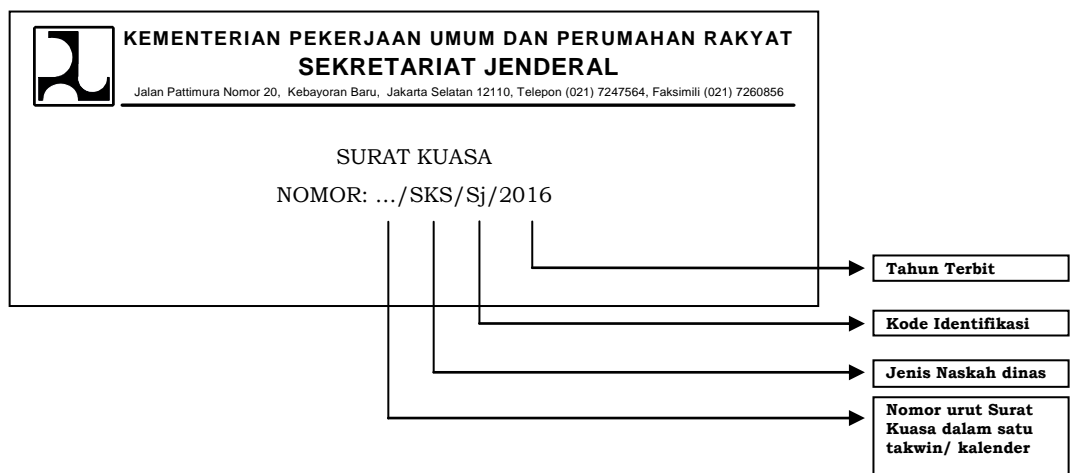 KEMENTERIAN PEKERJAAN UMUM DAN PERUMAHAN RAKYAT
SEKRETARIAT JENDERAL
Jalan Pattimura Nomor 20, Kebayoran Baru, Jakarta Selatan 12110, Telepon (021) 7247564, Faksimili (021) 7260856
SURAT KUASA
NOMOR: .../SKS/Sj/2016
Tahun Terbit
Kode Identifikasi
Jenis Naskah dinas
Nomor urut Surat
Kuasa dalam satu
takwin/ kalender